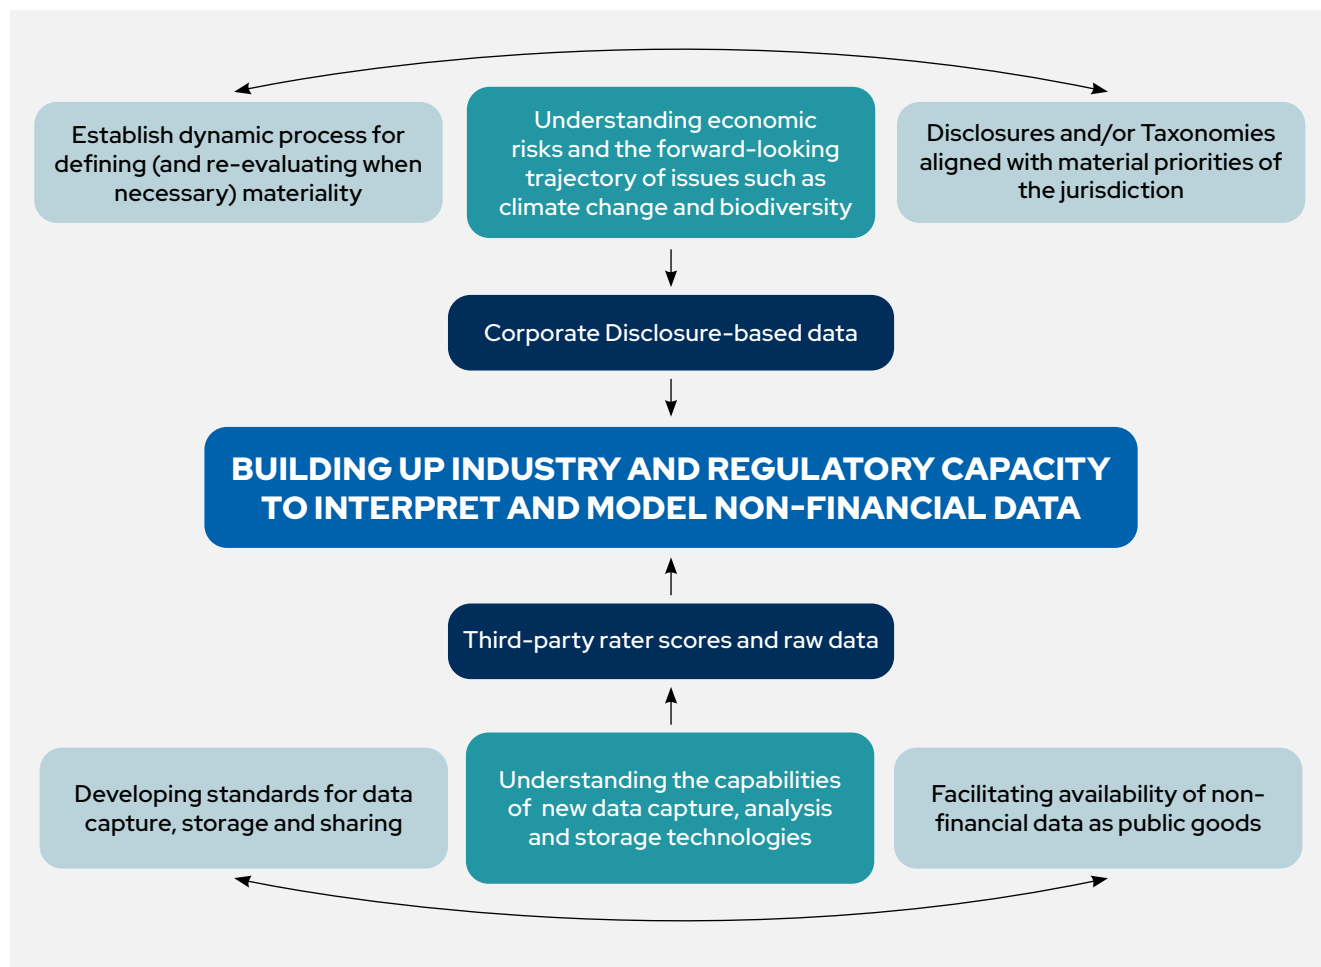 Establish dynamic process for
defining (and re-evaluating when
necessary) materiality
Understanding economic
risks and the forward-looking
trajectory of issues such as
climate change and biodiversity
Disclosures and/or Taxonomies
aligned with material priorities of
the jurisdiction
Corporate Disclosure-based data
BUILDING UP INDUSTRY AND REGULATORY CAPACITY
TO INTERPRET AND MODEL NON-FINANCIAL DATA
Third-party rater scores and raw data
Developing standards for data
capture, storage and sharing
Understanding the capabilities
of new data capture, analysis
and storage technologies
Facilitating availability of non-
financial data as public goods